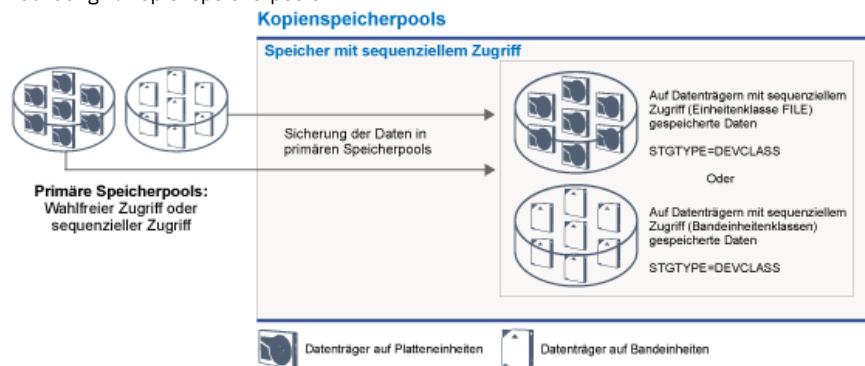 Kopienspeicherpools
Speicher mit sequenziellem Zugriff
Sicherung der Daten in
primären Speicherpools
Primäre Speicherpools:
Wahlfreier Zugriff oder
sequenzieller Zugriff
Auf Datenträgern mit sequenziellem
Zugriff (Einheitenklasse FILE)
gespeicherte Daten
STGTYPE=DEVCLASS
Oder
Auf Datenträgern mit sequenziellem
Zugriff (Bandeinheitenklassen)
gespeicherte Daten
STGTYPE=DEVCLASS
Datenträger auf Platteneinheiten
Datenträger auf Bandeinheiten